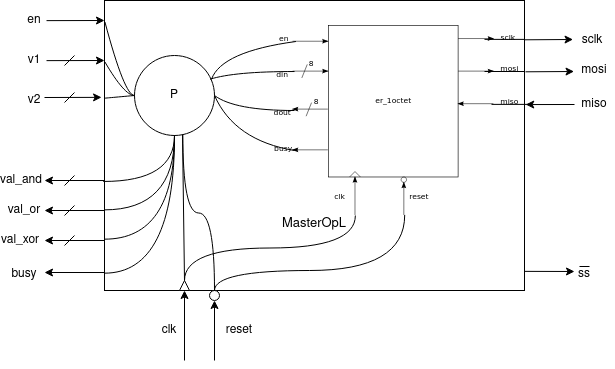 en
v1
v2
val_and
val_or
val_xor
busy
P
en
din
8
dout
8
busy
er_1octet
sclk
mosi
miso
clk
reset
MasterOpL
sclk
mosi
miso
ss
clk
reset